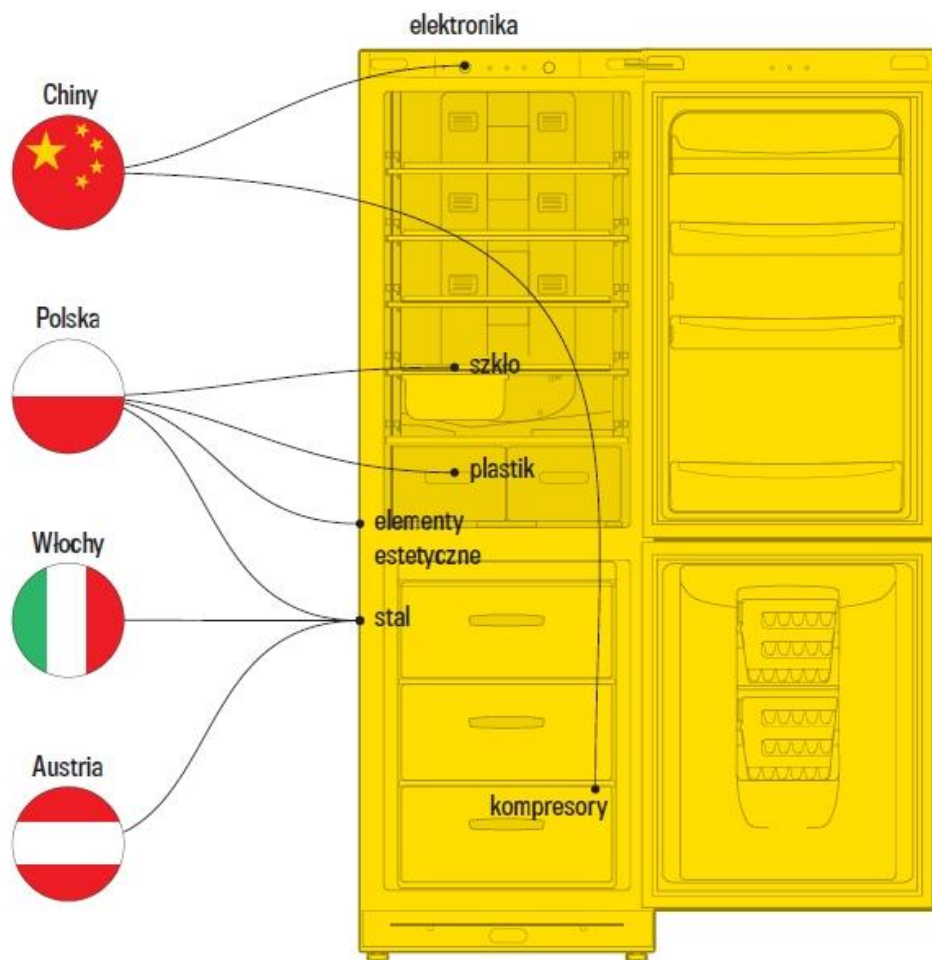 elektronika
Chiny
Polska
szkło
plastik
elementy
estetyczne
Włochy
stal
Austria
kompresory